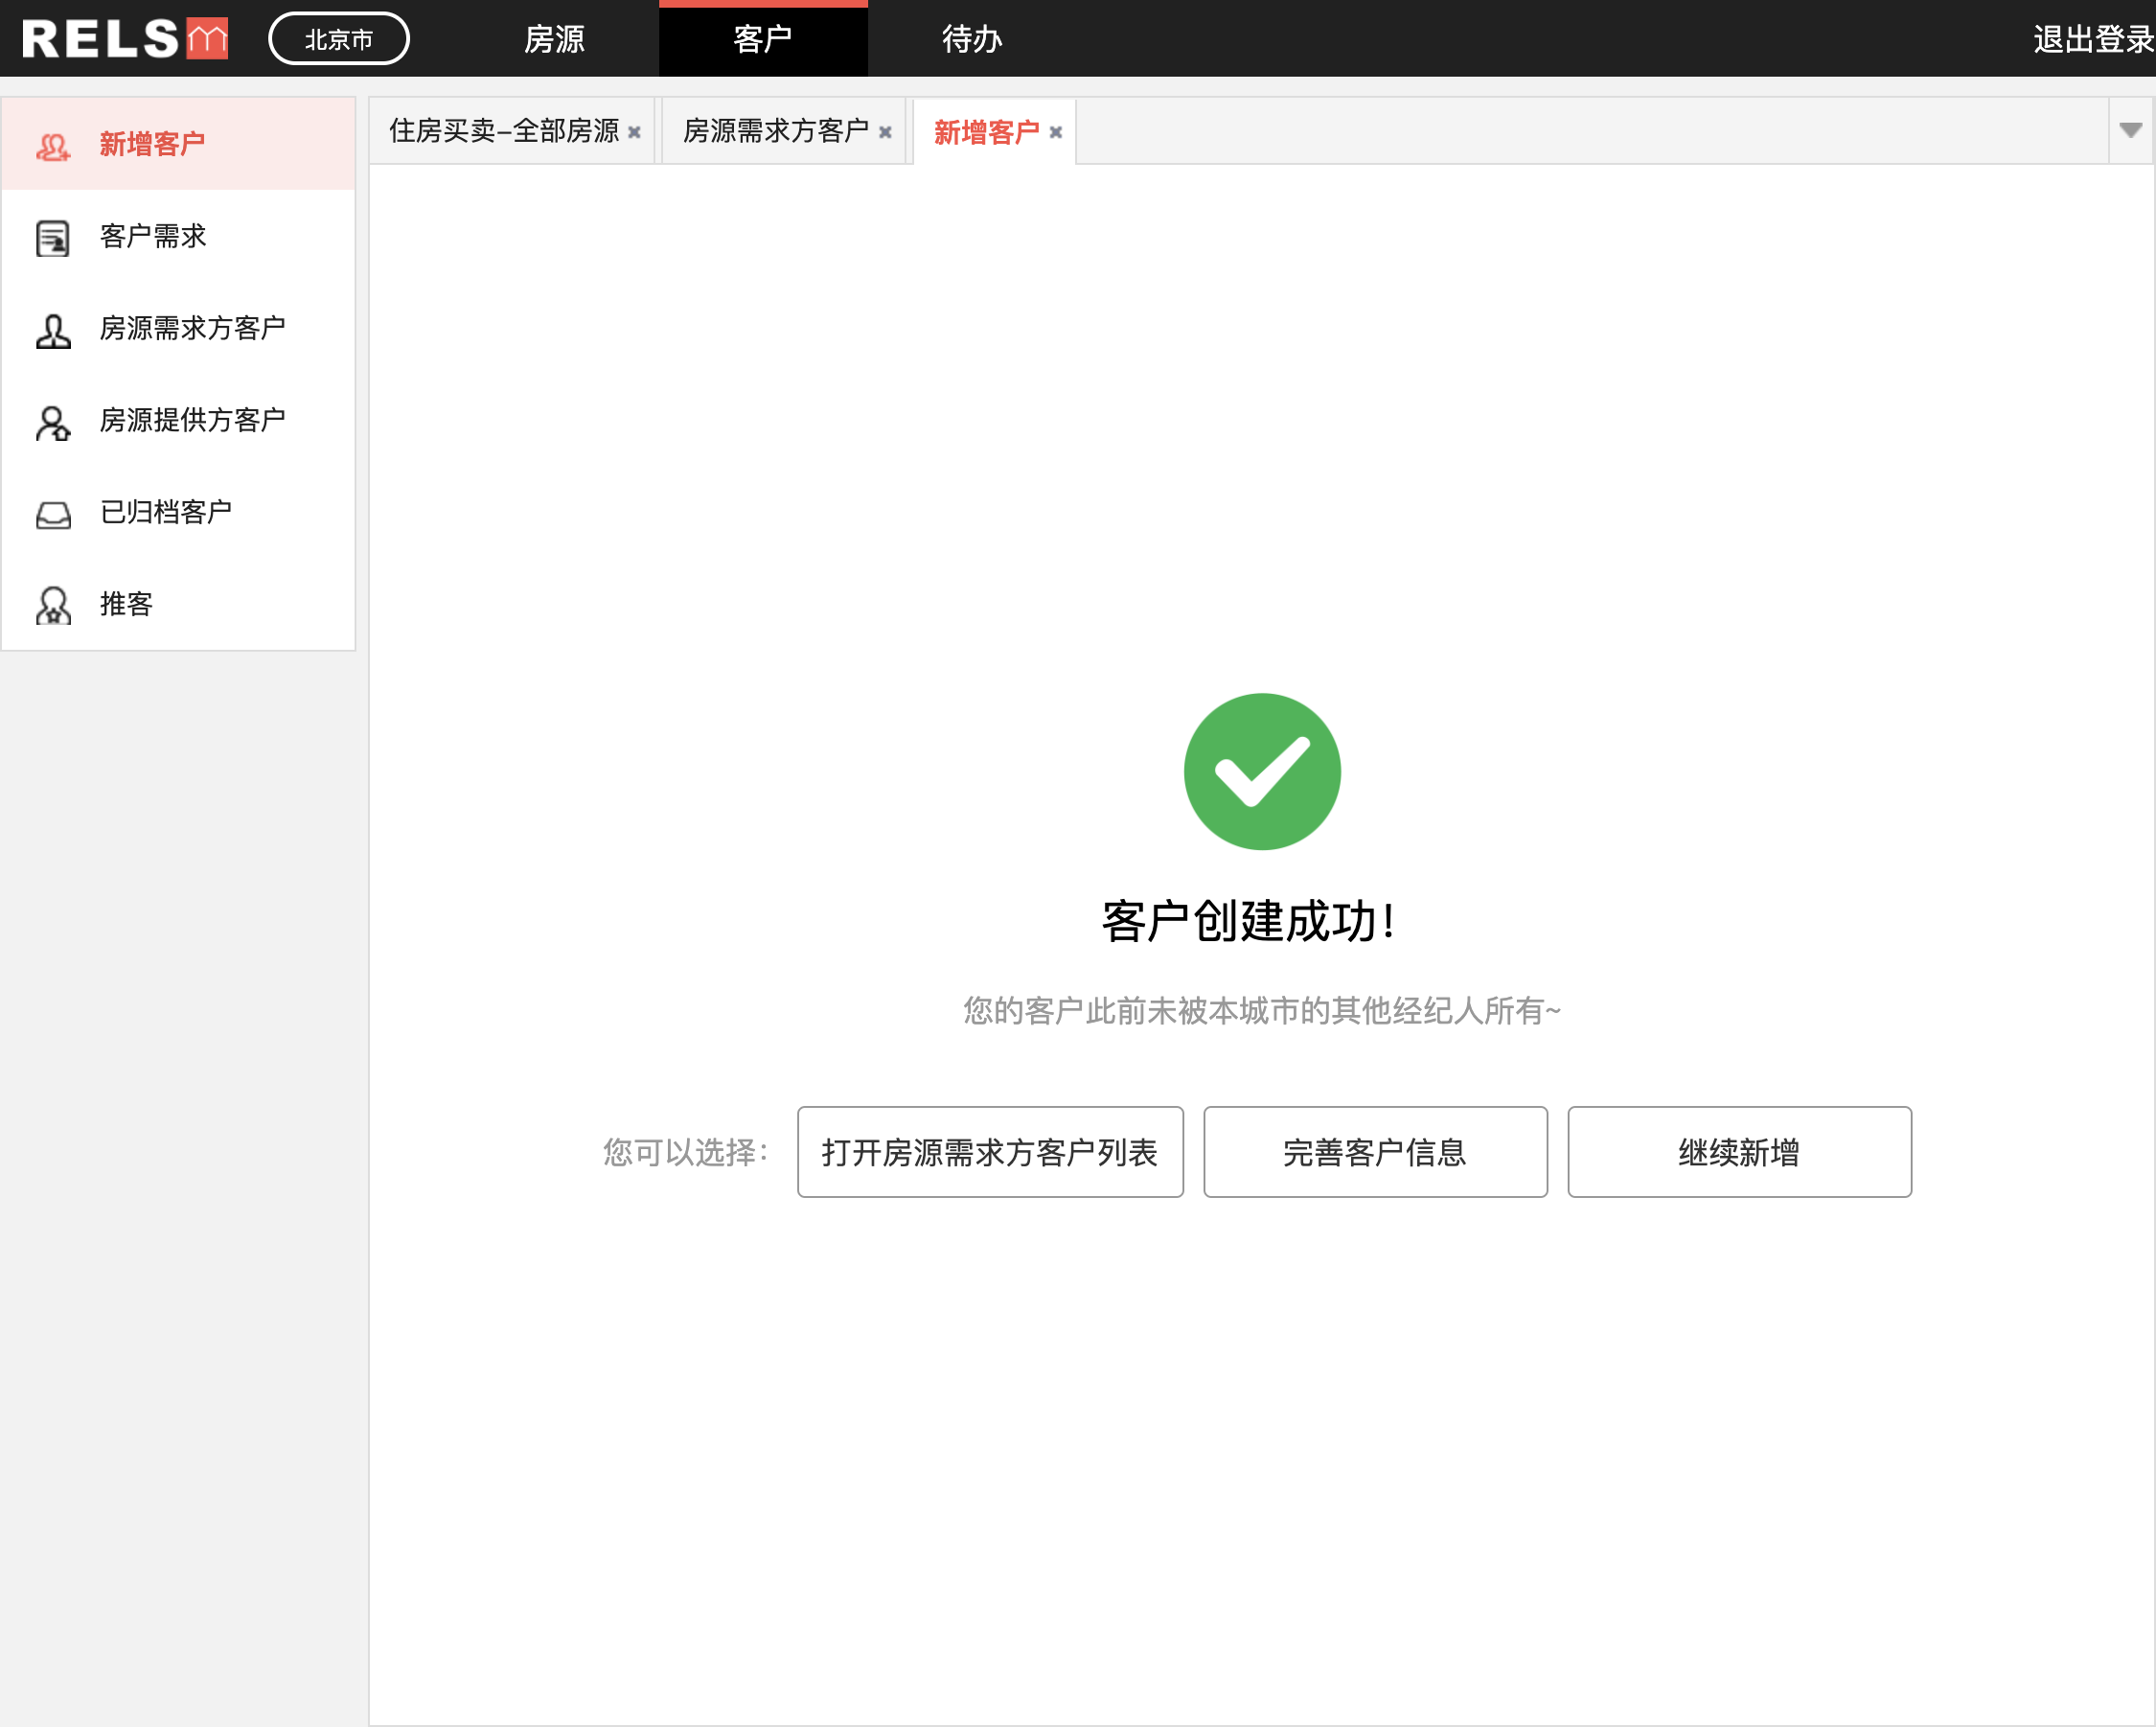 RELS 北京市 房源 客户 待办 退出登录
新增客户
客户需求
房源需求方客户
房源提供方客户
已归档客户
推客
住房买卖-全部房源 房源需求方客户 新增客户
客户创建成功!
您的客户此前未被本城市的其他经纪人所有~
您可以选择: 打开房源需求方客户列表 完善客户信息 继续新增